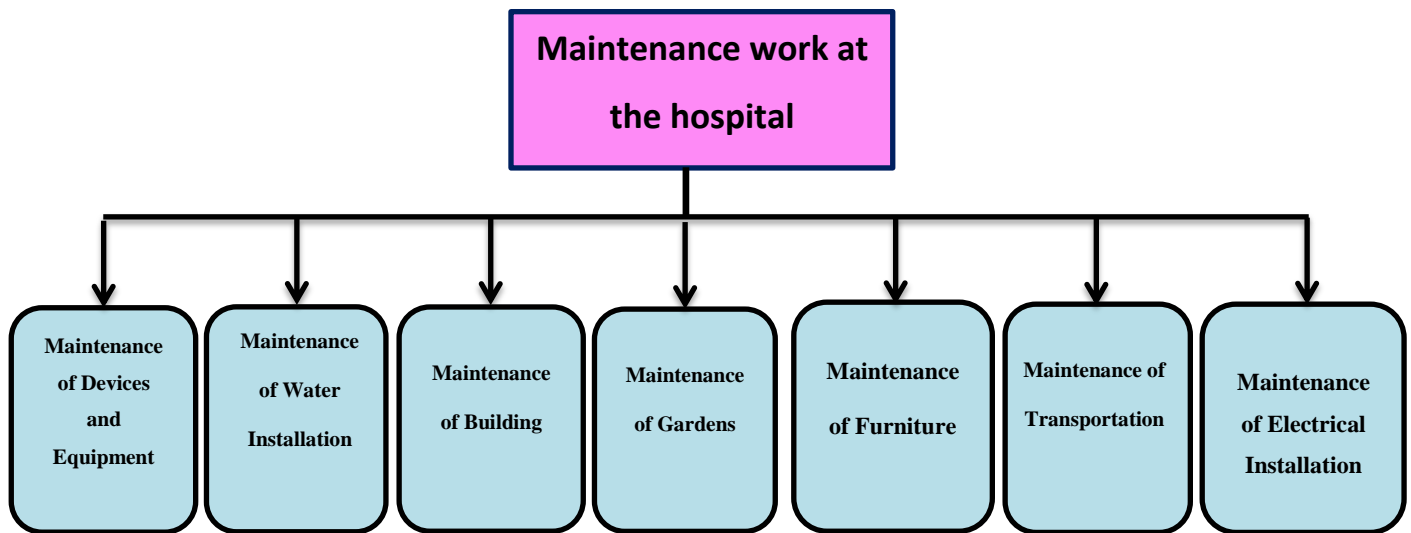 Maintenance work at
the hospital
Maintenance
of Devices
and
Equipment
Maintenance
of Water
Installation
Maintenance
of Building
Maintenance
of Gardens
Maintenance
of Furniture
Maintenance of
Transportation
Maintenance
of Electrical
Installation